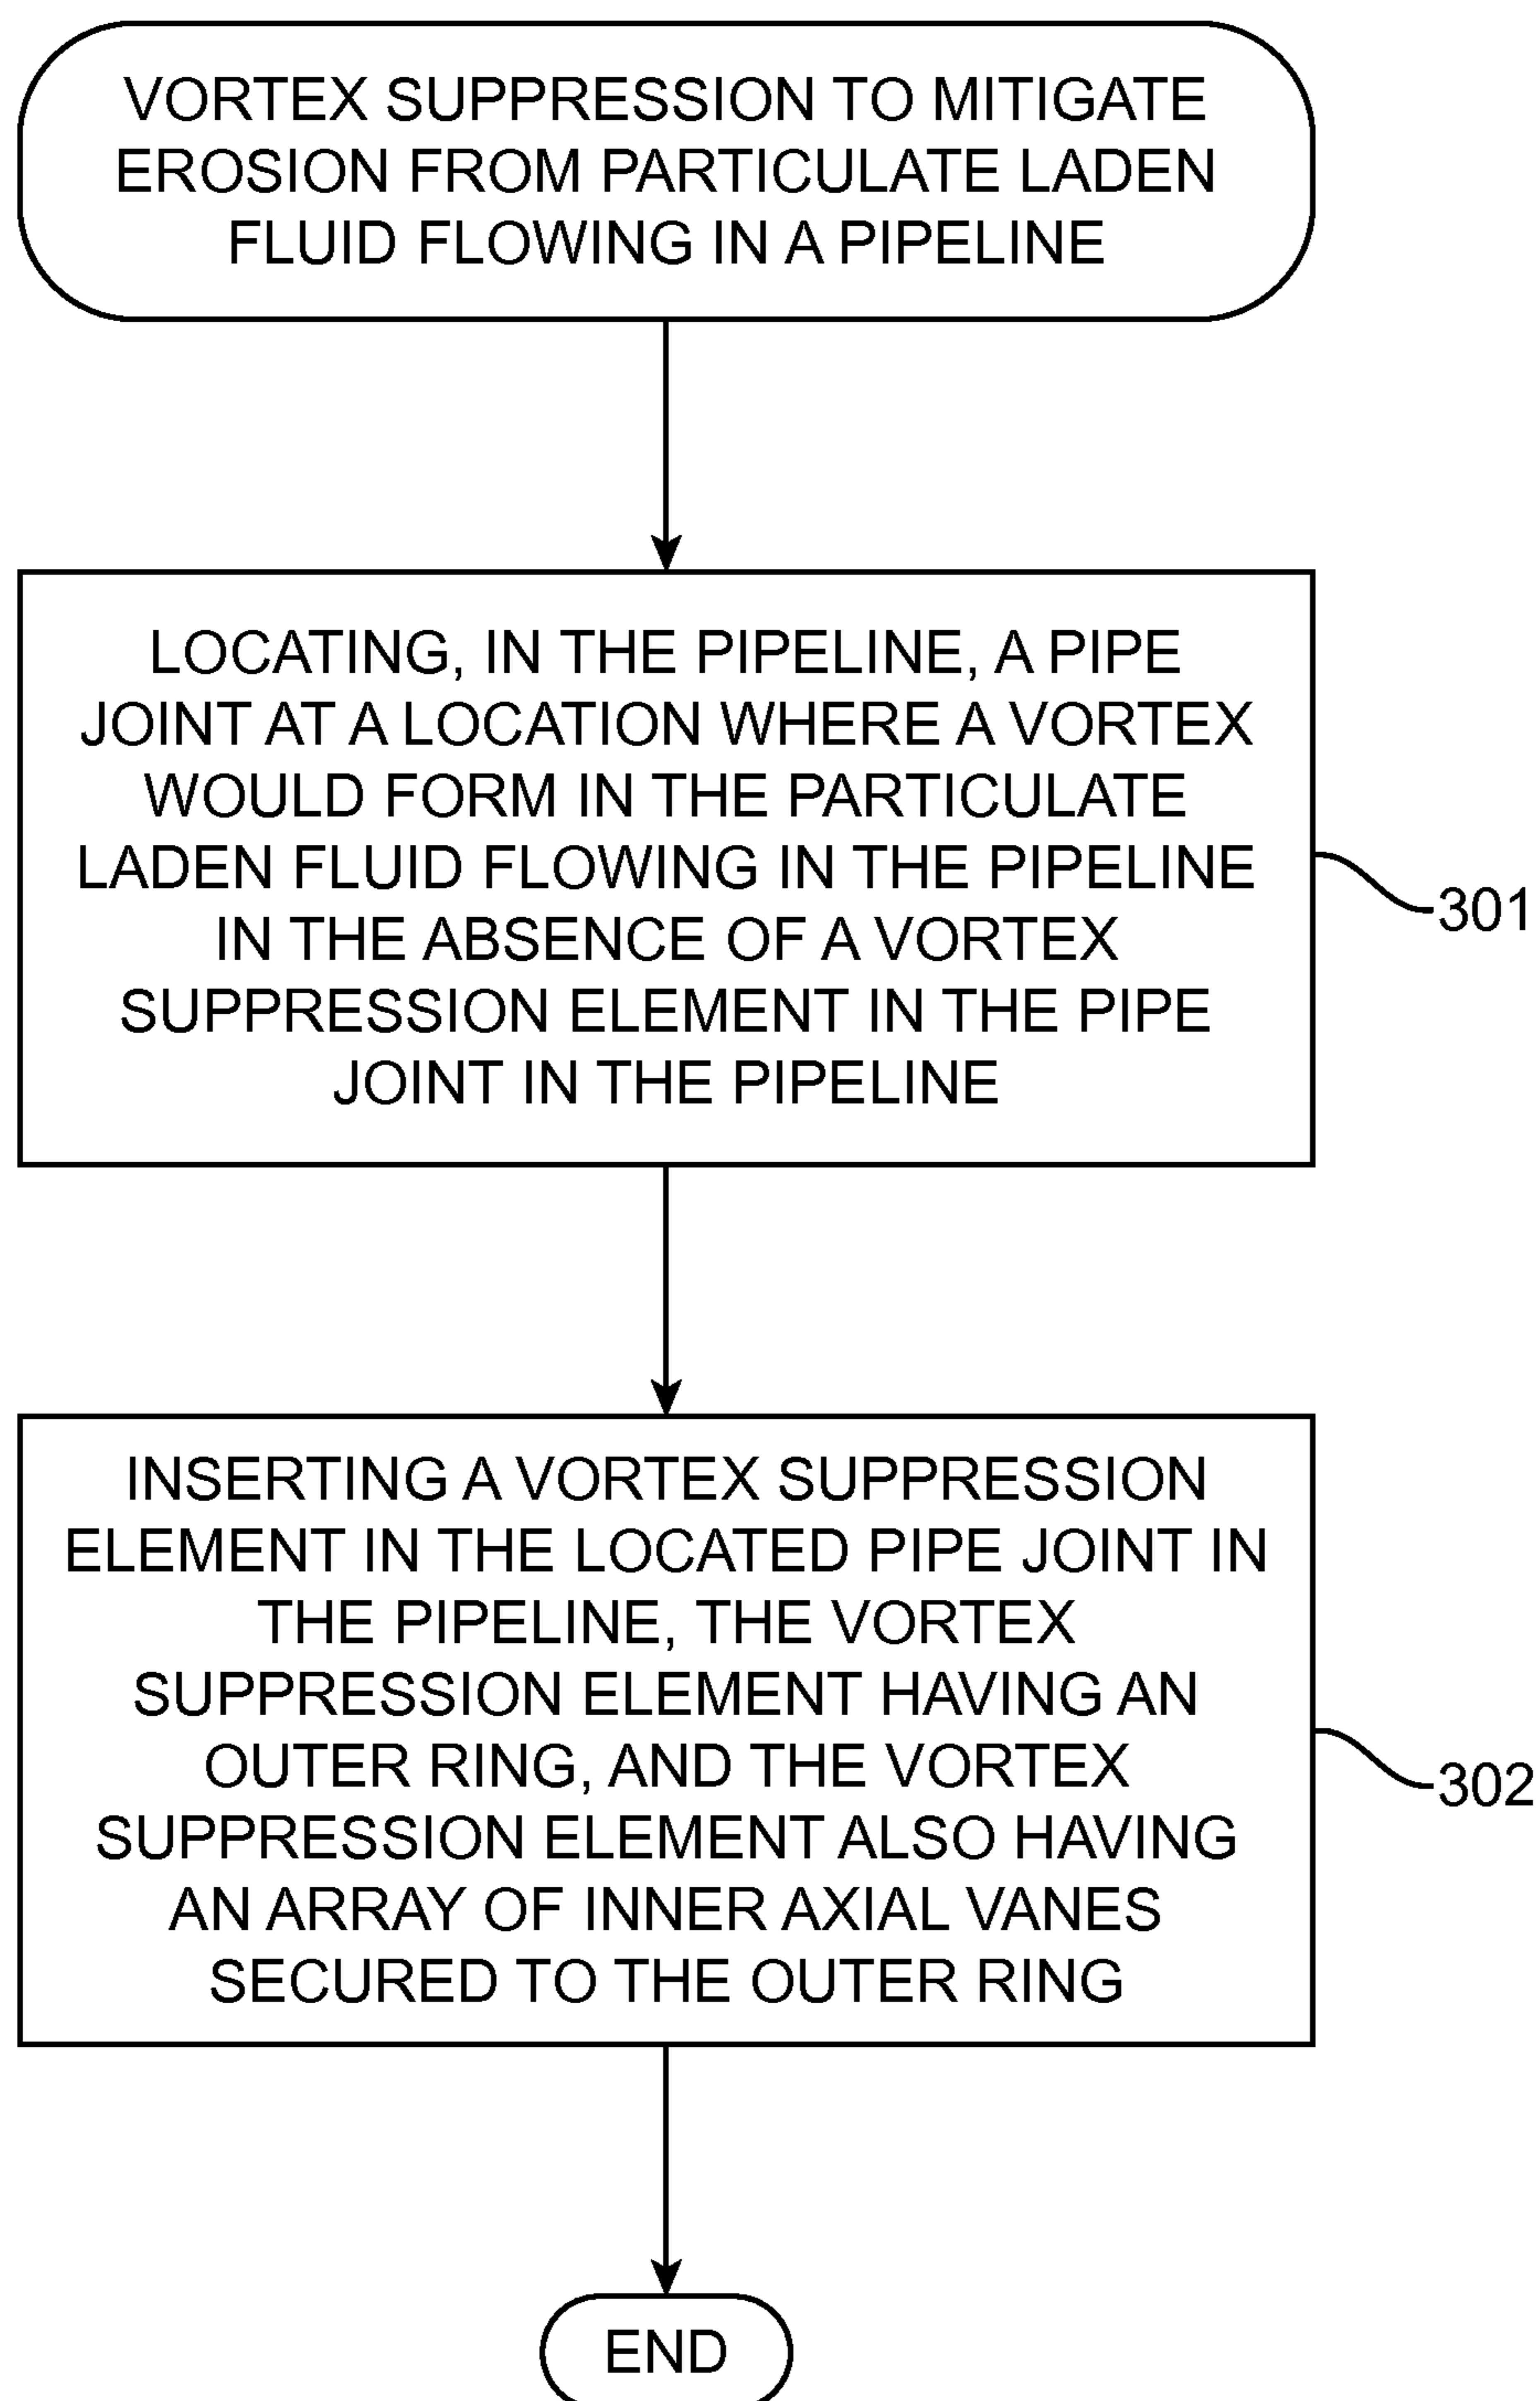 VORTEX SUPPRESSION TO MITIGATE
EROSION FROM PARTICULATE LADEN
FLUID FLOWING IN A PIPELINE
LOCATING, IN THE PIPELINE, A PIPE
JOINT AT A LOCATION WHERE A VORTEX
WOULD FORM IN THE PARTICULATE
LADEN FLUID FLOWING IN THE PIPELINE
IN THE ABSENCE OF A VORTEX
SUPPRESSION ELEMENT IN THE PIPE
JOINT IN THE PIPELINE
301
INSERTING A VORTEX SUPPRESSION
ELEMENT IN THE LOCATED PIPE JOINT IN
THE PIPELINE, THE VORTEX
SUPPRESSION ELEMENT HAVING AN
OUTER RING, AND THE VORTEX
SUPPRESSION ELEMENT ALSO HAVING
AN ARRAY OF INNER AXIAL VANES
SECURED TO THE OUTER RING
302
END